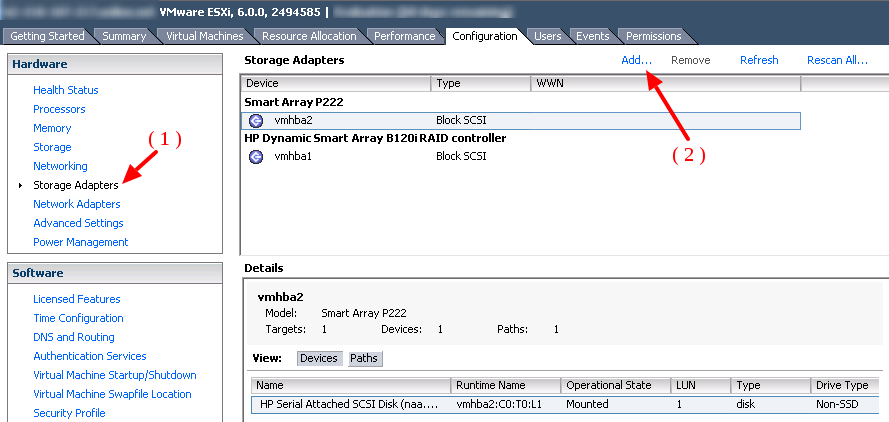 VMware ESXi, 6.0.0, 2494585 |
Getting Started Summary Virtual Machines Resource Allocation Performance Configuration Users Events Permissions
Hardware
Health Status
Processors
Memory
Storage
Networking
Storage Adapters
Network Adapters
Advanced Settings
Power Management
( 1 )
Software
Licensed Features
Time Configuration
DNS and Routing
Authentication Services
Virtual Machine Startup/Shutdown
Virtual Machine Swapfile Location
Security Profile
Storage Adapters Add... Remove Refresh Rescan All...
Device Type WWN
Smart Array P222
vmhba2 Block SCSI
HP Dynamic Smart Array B120i RAID controller
vmhba1 Block SCSI
( 2 )
Details
vmhba2
Model: Smart Array P222
Targets: 1 Devices: 1 Paths: 1
View: Devices Paths
Name Runtime Name Operational State LUN Type Drive Type
HP Serial Attached SCSI Disk (naa.... vmhba2:C0:T0:L1 Mounted 1 disk Non-SSD